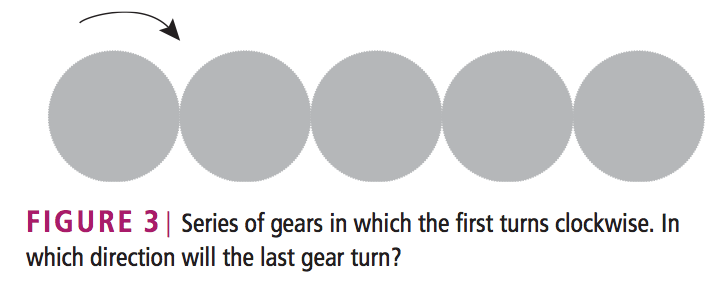 FIGURE 3| Series of gears in which the first turns clockwise. In
which direction will the last gear turn?